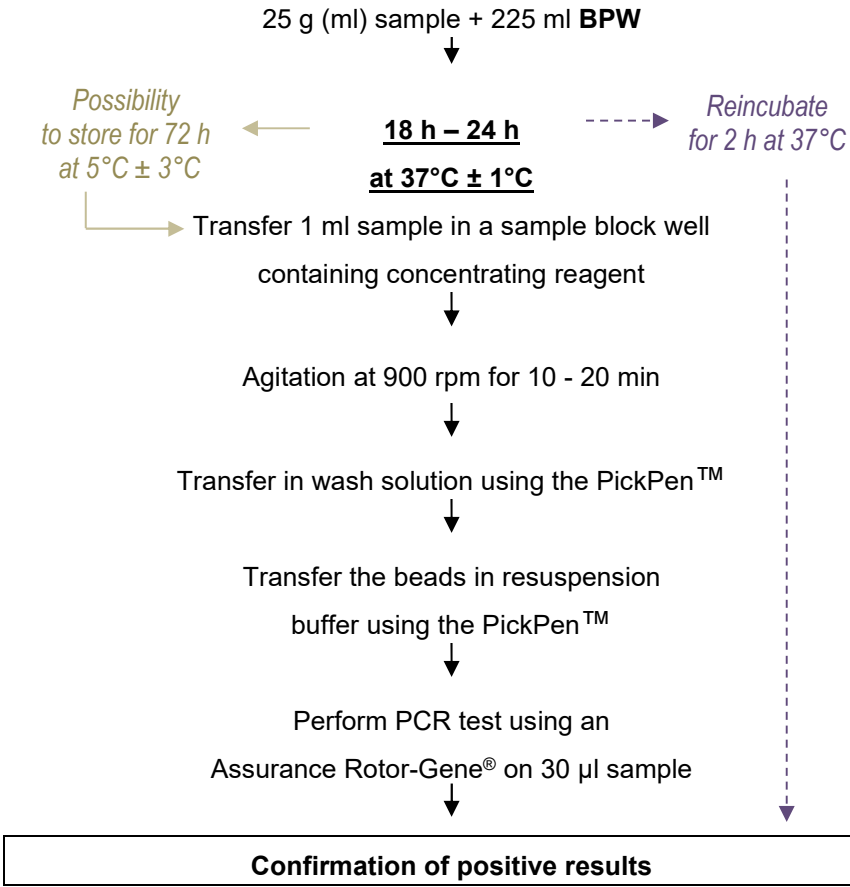 25 g (ml) sample + 225 ml BPW
Possibility
to store for 72 h
at 5°C ± 3°C
18 h – 24 h
at 37°C ± 1°C
Reincubate
for 2 h at 37°C
Transfer 1 ml sample in a sample block well
containing concentrating reagent
Agitation at 900 rpm for 10 - 20 min
Transfer in wash solution using the PickPen™
Transfer the beads in resuspension
buffer using the PickPen™
Perform PCR test using an
Assurance Rotor-Gene® on 30 µl sample
Confirmation of positive results